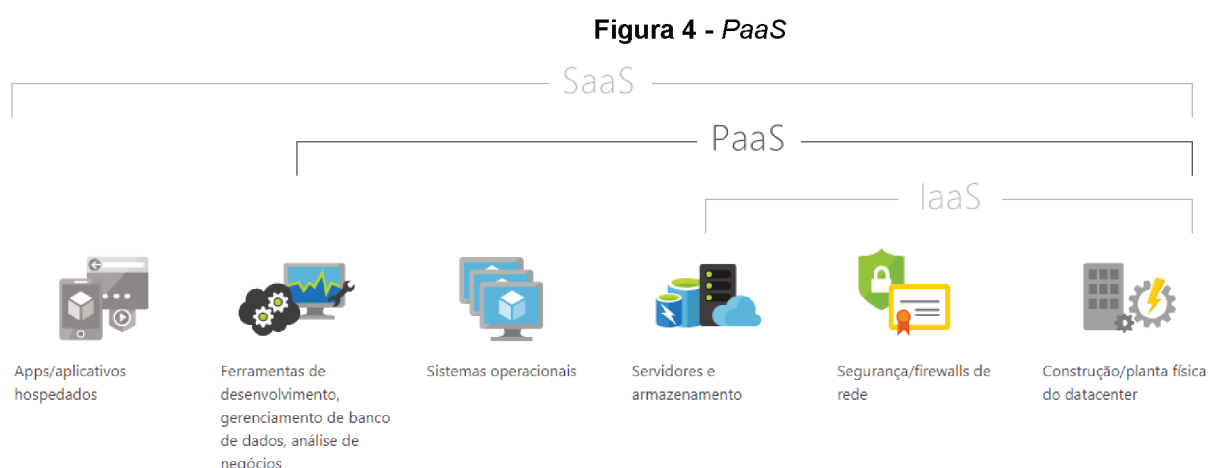 Figura 4 - PaaS
SaaS
PaaS
IaaS
Apps/aplicativos
hospedados
Ferramentas de
desenvolvimento,
gerenciamento de banco
de dados, análise de
negócios
Sistemas operacionais
Servidores e
armazenamento
Segurança/firewalls de
rede
Construção/planta física
do datacenter